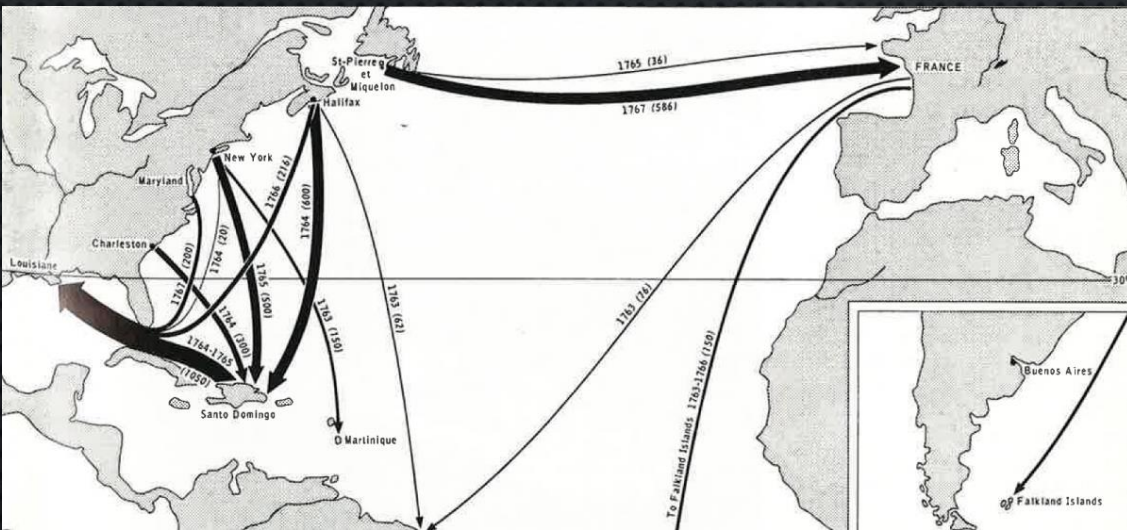 St-Pierre
et
Miquelon
1765 (36)
FRANCE
1767 (586)
Halifax
New York
Maryland
1766 (216)
1764 (600)
Charleston
1767 (200)
1764 (20)
1765 (500)
Louisiane
30°
1764 (300)
1763 (150)
1763 (62)
1763 (76)
1764-1765
(1050)
Santo Domingo
Martinique
To Falkland Islands 1763-1766 (150)
Buenos Aires
Falkland Islands